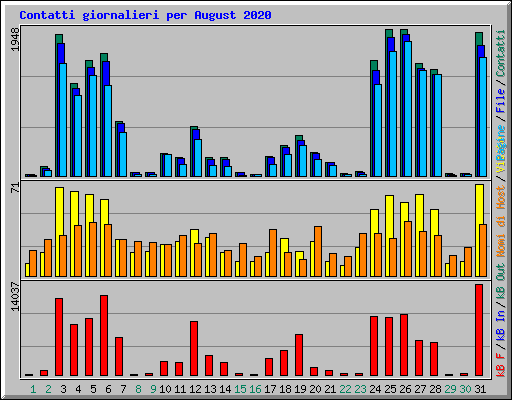 Contatti giornalieri per August 2020
1948
71
14037
Pagine/File/Contatti
Nomi di Host/
kB F/kB In/kB Out
1 2 3 4 5 6 7 8 9 10 11 12 13 14 15 16 17 18 19 20 21 22 23 24 25 26 27 28 29 30 31